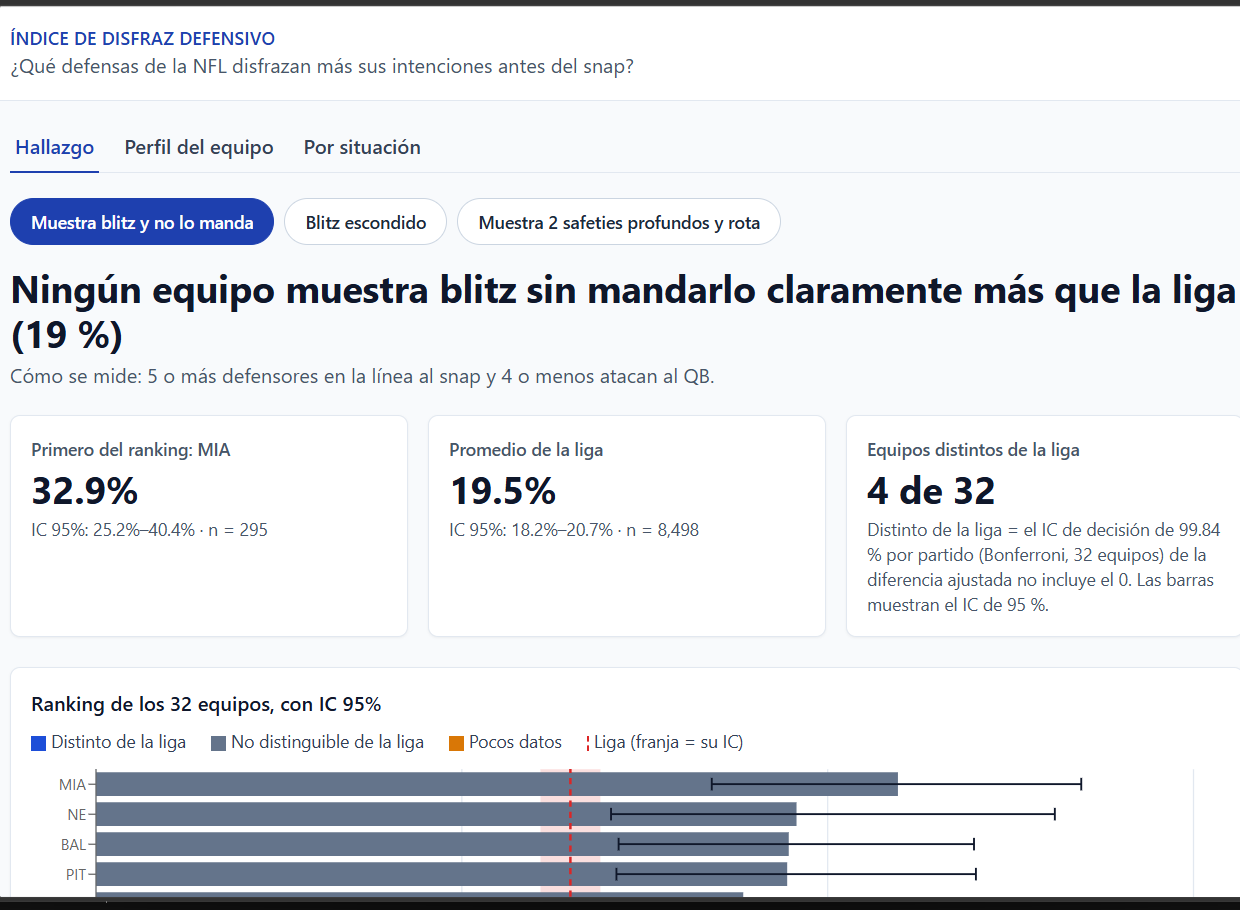 ÍNDICE DE DISFRAZ DEFENSIVO
¿Qué defensas de la NFL disfrazan más sus intenciones antes del snap?
Hallazgo Perfil del equipo Por situación
Muestra blitz y no lo manda Blitz escondido Muestra 2 safeties profundos y rota
Ningún equipo muestra blitz sin mandarlo claramente más que la liga
(19 %)
Cómo se mide: 5 o más defensores en la línea al snap y 4 o menos atacan al QB.
Primero del ranking: MIA
32.9%
IC 95%: 25.2%–40.4% · n = 295
Promedio de la liga
19.5%
IC 95%: 18.2%–20.7% · n = 8,498
Equipos distintos de la liga
4 de 32
Distinto de la liga = el IC de decisión de 99.84
% por partido (Bonferroni, 32 equipos) de la
diferencia ajustada no incluye el 0. Las barras
muestran el IC de 95 %.
Ranking de los 32 equipos, con IC 95%
Distinto de la liga No distinguible de la liga Pocos datos Liga (franja = su IC)
MIA
NE
BAL
PIT